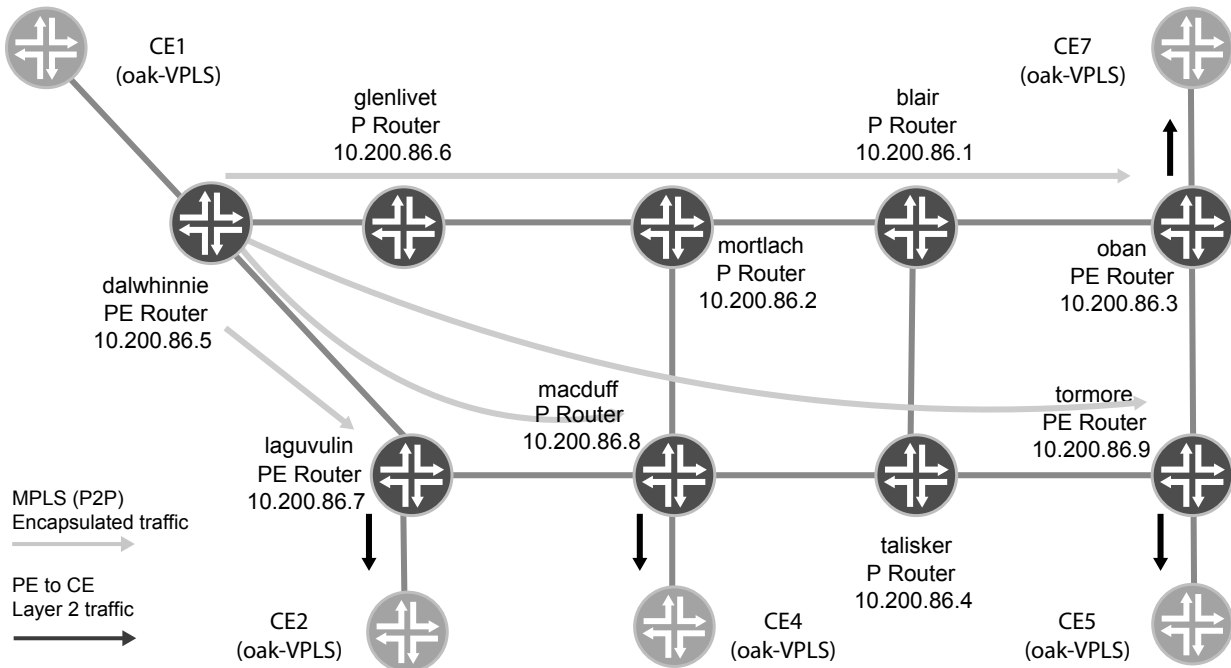 CE1
(oak-VPLS)
CE7
(oak-VPLS)
glenlivet
P Router
10.200.86.6
blair
P Router
10.200.86.1
mortlach
P Router
10.200.86.2
oban
PE Router
10.200.86.3
dalwhinnie
PE Router
10.200.86.5
macduff
P Router
10.200.86.8
tormore
PE Router
10.200.86.9
laguvulin
PE Router
10.200.86.7
MPLS (P2P)
Encapsulated traffic
talisker
P Router
10.200.86.4
PE to CE
Layer 2 traffic
CE2
(oak-VPLS)
CE4
(oak-VPLS)
CE5
(oak-VPLS)